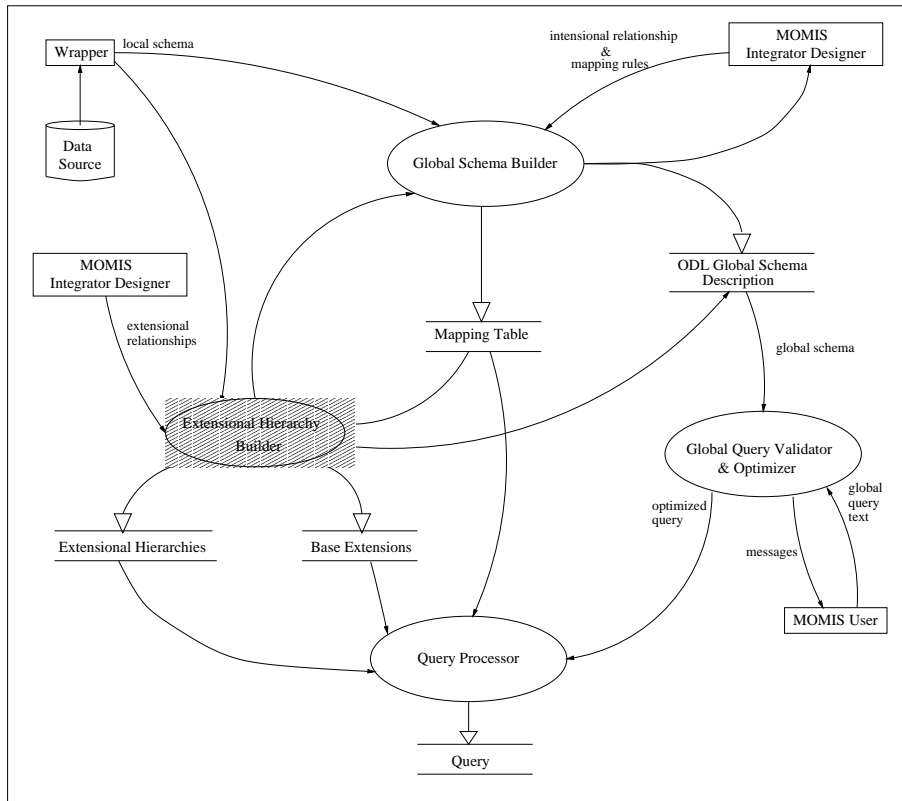 Wrapper
local schema
intensional relationship
&
mapping rules
MOMIS
Integrator Designer
Data
Source
Global Schema Builder
MOMIS
Integrator Designer
ODL Global Schema
Description
extensional
relationships
Mapping Table
global schema
Extensional Hierarchy
Builder
Global Query Validator
& Optimizer
optimized
query
global
query
text
Extensional Hierarchies
Base Extensions
messages
MOMIS User
Query Processor
Query